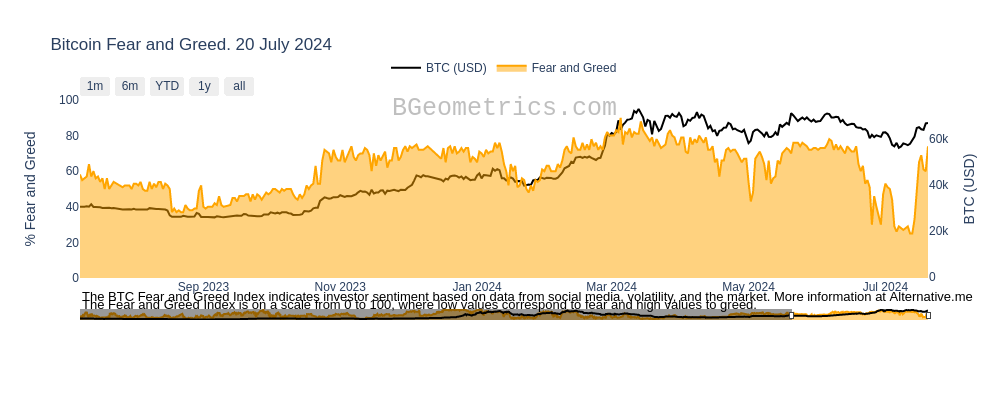 Bitcoin Fear and Greed. 20 July 2024
BTC (USD) Fear and Greed
1m 6m YTD 1y all
BGeometrics.com
100
80
60
40
20
0
% Fear and Greed
60k
40k
20k
0
BTC (USD)
Sep 2023 Nov 2023 Jan 2024 Mar 2024 May 2024 Jul 2024
The BTC Fear and Greed Index indicates investor sentiment based on data from social media, volatility, and the market. More information at Alternative.me
The Fear and Greed Index is on a scale from 0 to 100, where low values correspond to fear and high values to greed.